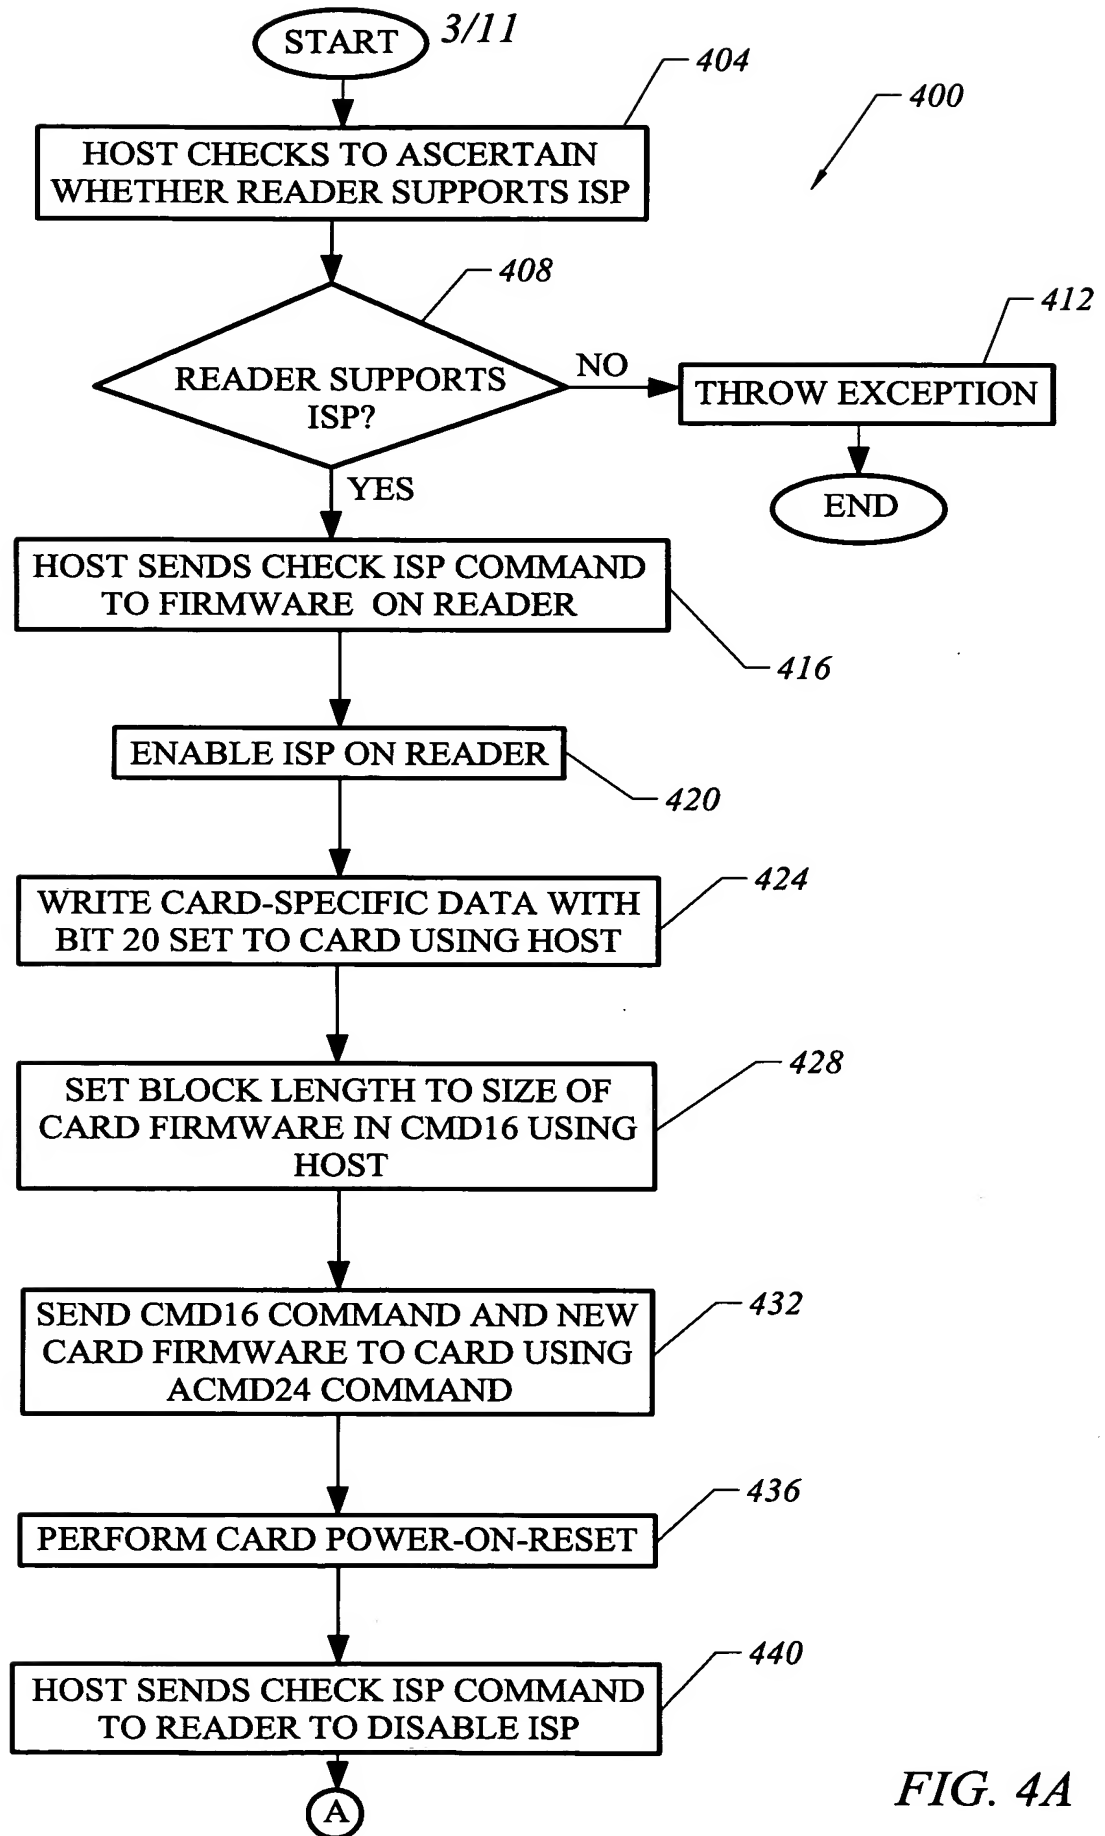 START
3/11
404
400
HOST CHECKS TO ASCERTAIN
WHETHER READER SUPPORTS ISP
408
412
READER SUPPORTS
ISP?
NO
THROW EXCEPTION
YES
END
HOST SENDS CHECK ISP COMMAND
TO FIRMWARE ON READER
416
ENABLE ISP ON READER
420
424
WRITE CARD-SPECIFIC DATA WITH
BIT 20 SET TO CARD USING HOST
428
SET BLOCK LENGTH TO SIZE OF
CARD FIRMWARE IN CMD16 USING
HOST
432
SEND CMD16 COMMAND AND NEW
CARD FIRMWARE TO CARD USING
ACMD24 COMMAND
436
PERFORM CARD POWER-ON-RESET
440
HOST SENDS CHECK ISP COMMAND
TO READER TO DISABLE ISP
A
FIG. 4A